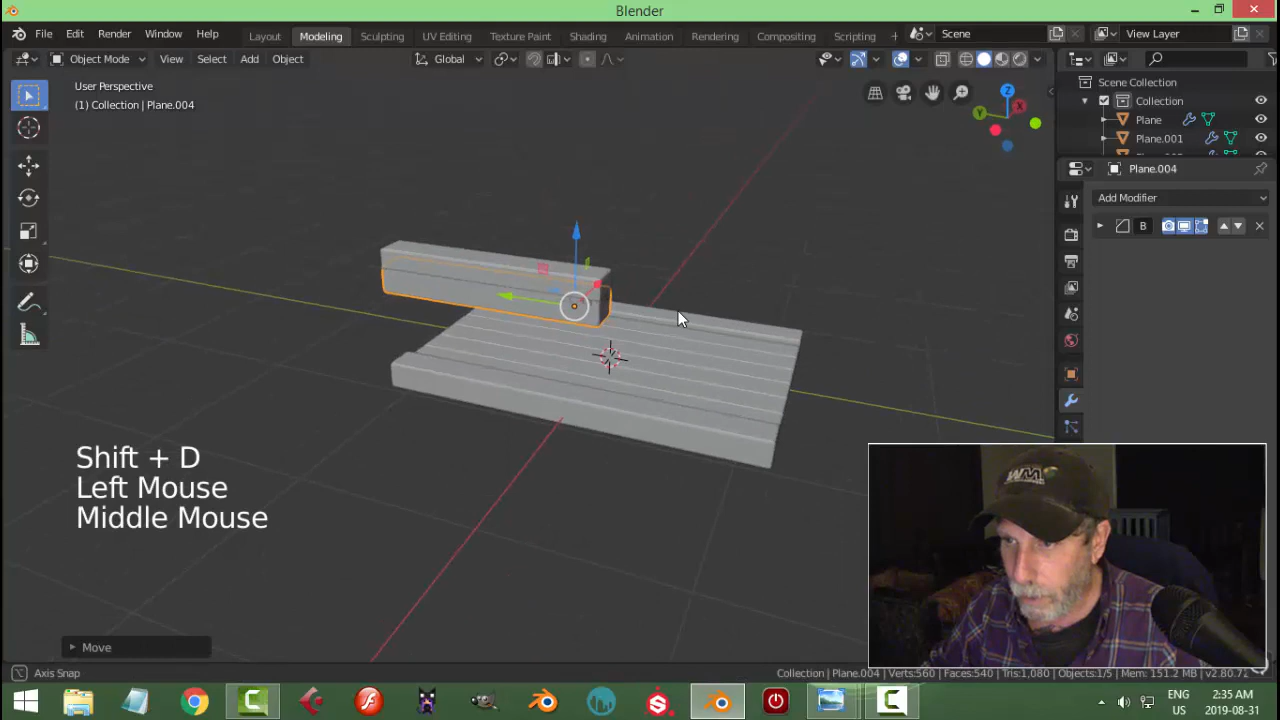 Blender
File Edit Render Window Help
Layout Modeling Sculpting UV Editing Texture Paint Shading Animation Rendering Compositing Scripting + Scene View Layer
Object Mode View Select Add Object Global
User Perspective
(1) Collection | Plane.004
Z
X
Y
Scene Collection
Collection
Plane
Plane.001
Plane.004
Add Modifier
B
WM
Shift + D
Left Mouse
Middle Mouse
Move
Axis Snap
Collection | Plane.004 | Verts:560 | Faces:540 | Tris:1,080 | Objects:1/5 | Mem: 151.2 MB | v2.80.7
ENG
US
2:35 AM
2019-08-31